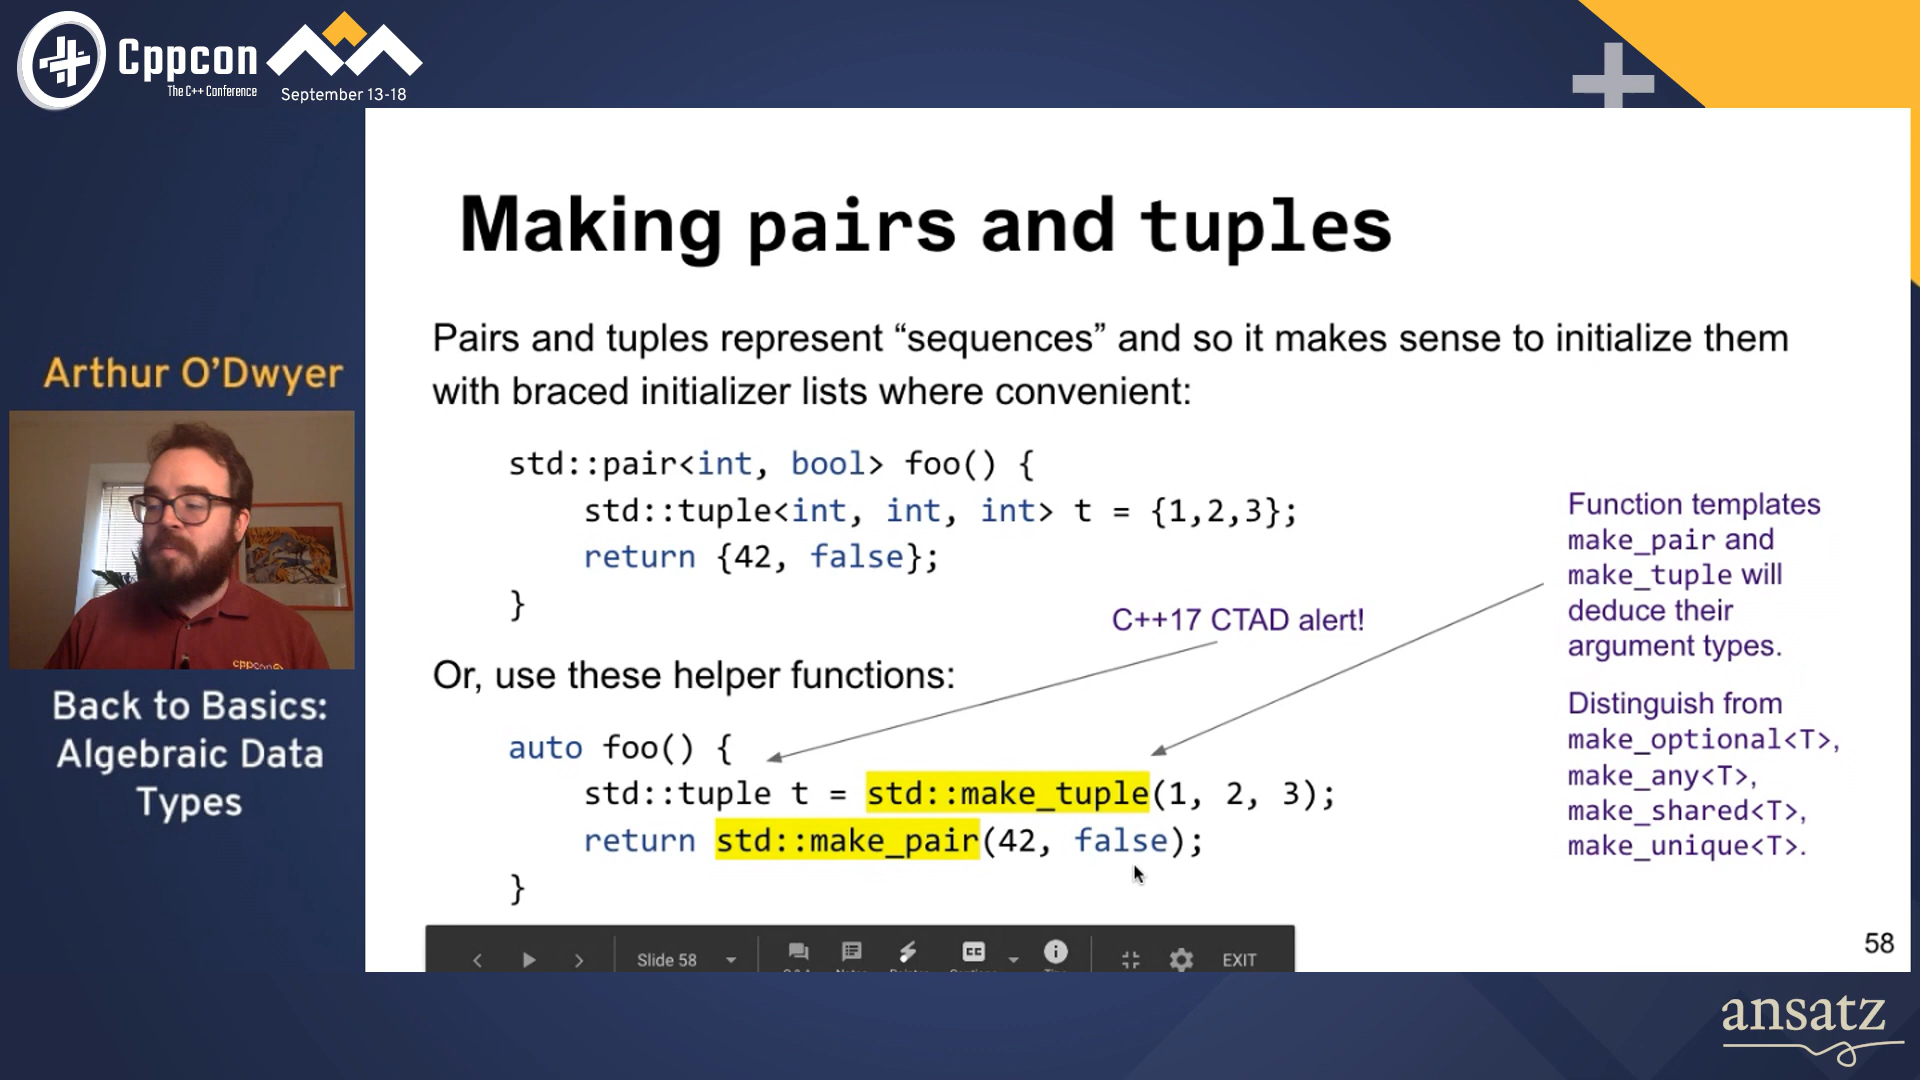 Cppcon
The C++ Conference
September 13-18
Arthur O’Dwyer
cppcon
Back to Basics:
Algebraic Data
Types
Making pairs and tuples
Pairs and tuples represent “sequences” and so it makes sense to initialize them
with braced initializer lists where convenient:
std::pair<int, bool> foo() {
std::tuple<int, int, int> t = {1,2,3};
return {42, false};
}
Or, use these helper functions:
C++17 CTAD alert!
auto foo() {
std::tuple t = std::make_tuple(1, 2, 3);
return std::make_pair(42, false);
}
Function templates
make_pair and
make_tuple will
deduce their
argument types.
Distinguish from
make_optional<T>,
make_any<T>,
make_shared<T>,
make_unique<T>.
Slide 58
CC
EXIT
58
ansatz